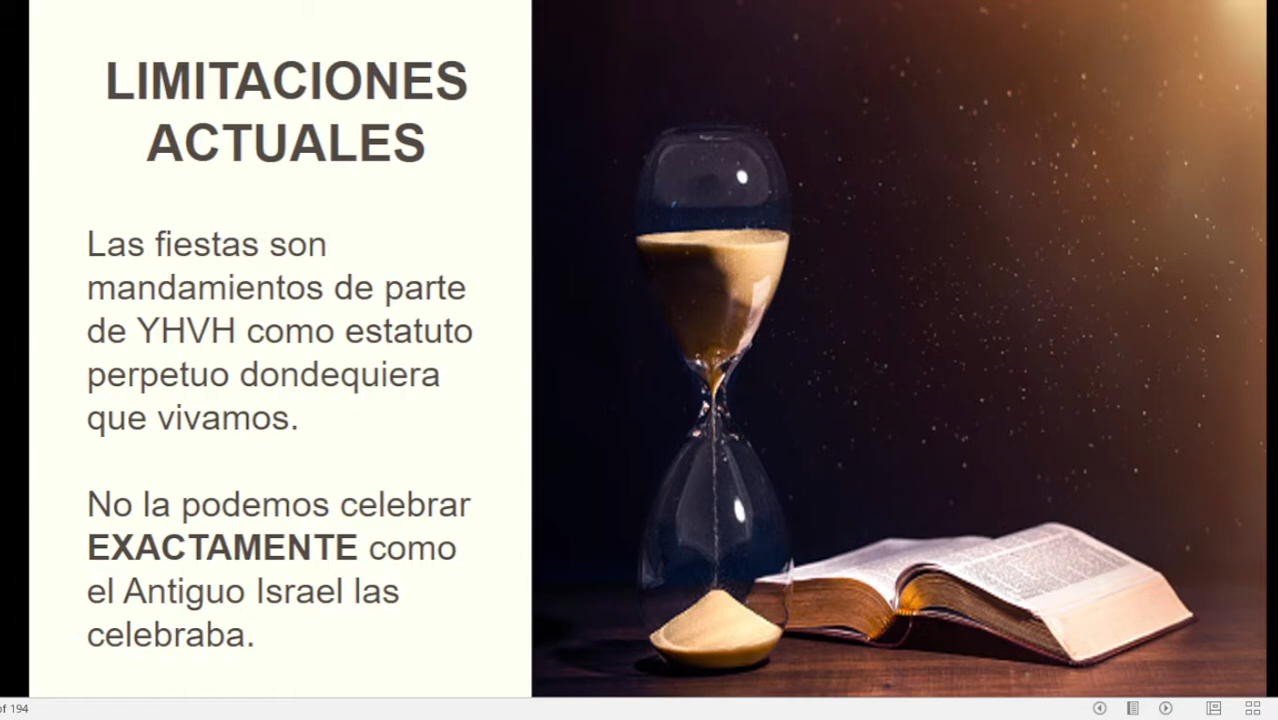 LIMITACIONES
ACTUALES
Las fiestas son
mandamientos de parte
de YHVH como estatuto
perpetuo dondequiera
que vivamos.
No la podemos celebrar
EXACTAMENTE como
el Antiguo Israel las
celebraba.
of 194